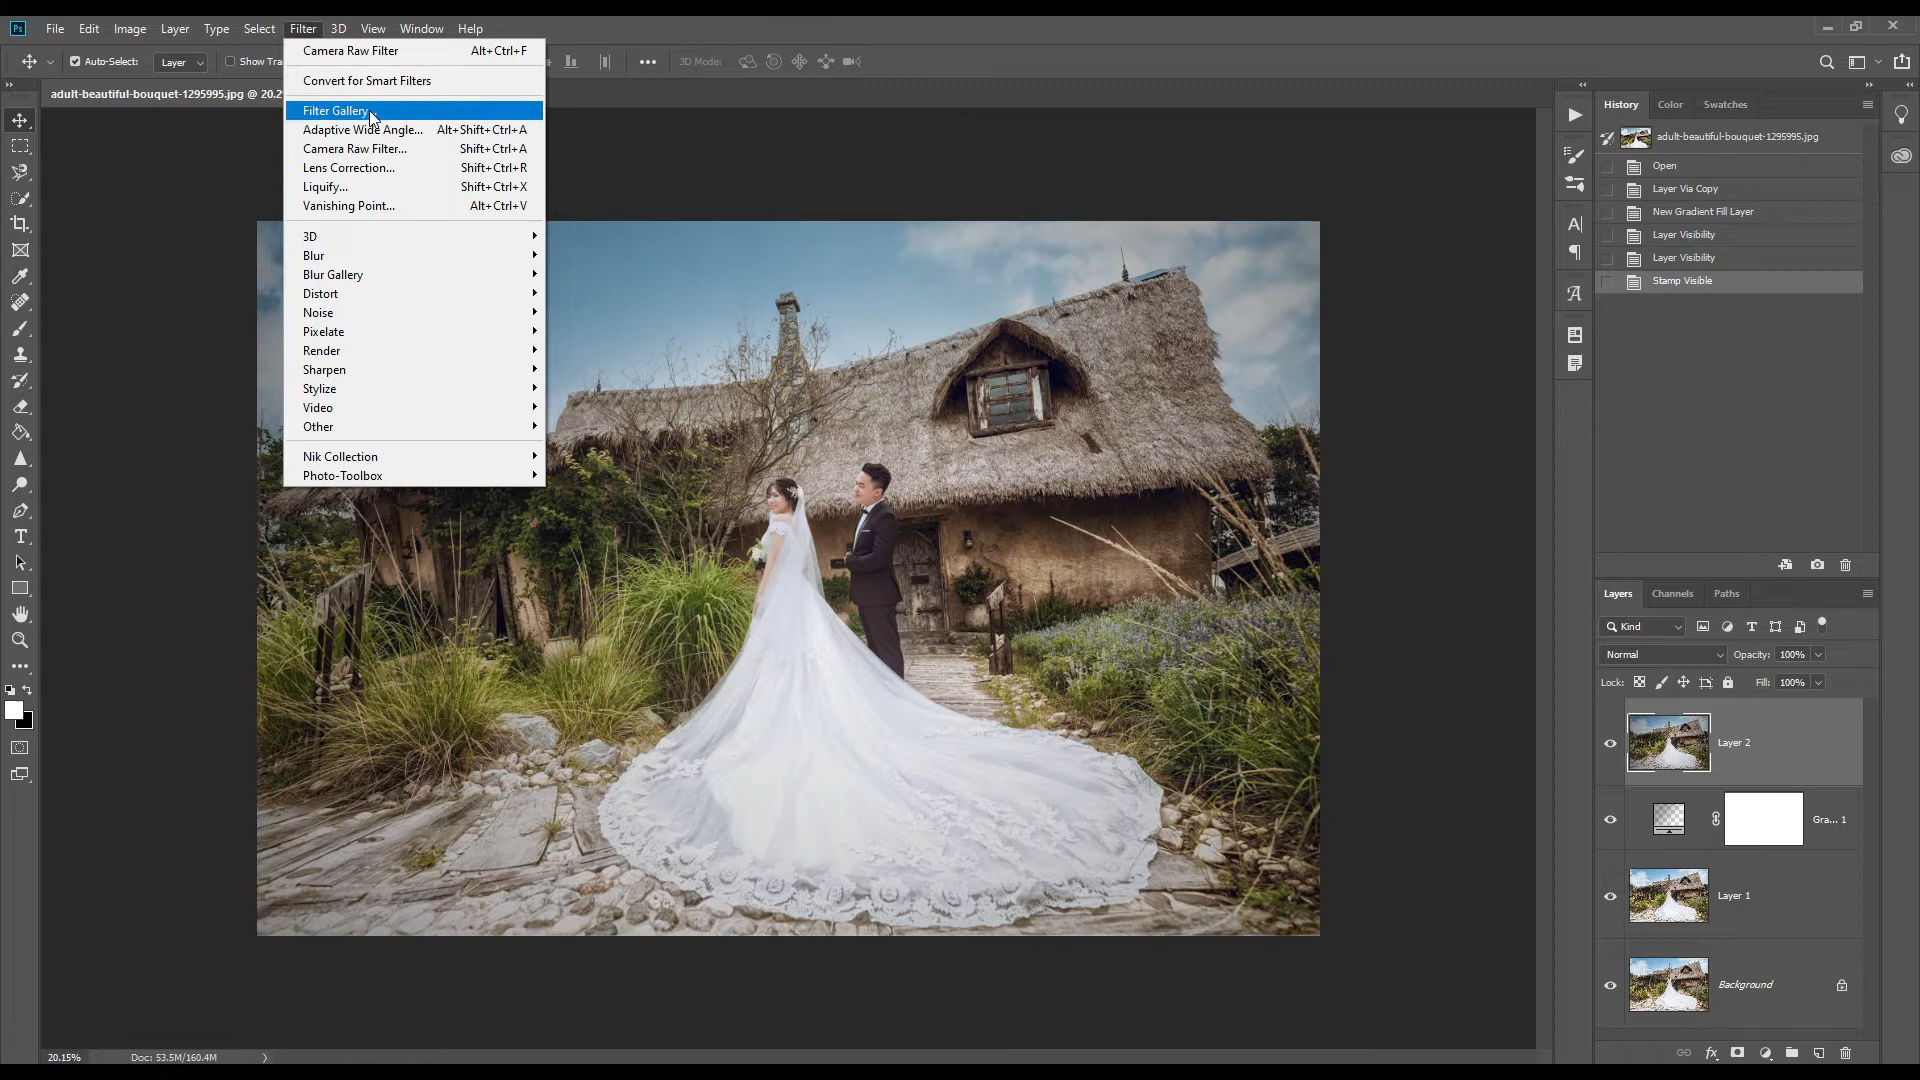 Ps File Edit Image Layer Type Select Filter 3D View Window Help
Auto-Select: Layer 3D Mode:
adult-beautiful-bouquet-1295995.jpg
Camera Raw Filter Alt+Ctrl+F
Convert for Smart Filters
Filter Gallery
Adaptive Wide Angle... Alt+Shift+Ctrl+A
Camera Raw Filter... Shift+Ctrl+A
Lens Correction... Shift+Ctrl+R
Liquify... Shift+Ctrl+X
Vanishing Point... Alt+Ctrl+V
3D
Blur
Blur Gallery
Distort
Noise
Pixelate
Render
Sharpen
Stylize
Video
Other
Nik Collection
Photo-Toolbox
History Color Swatches
adult-beautiful-bouquet-1295995.jpg
Open
Layer Via Copy
New Gradient Fill Layer
Layer Visibility
Layer Visibility
Stamp Visible
Layers Channels Paths
Kind
Normal Opacity: 100%
Lock: Fill: 100%
Layer 2
Gra... 1
Layer 1
Background
20.15% Doc: 53.5M/160.4M